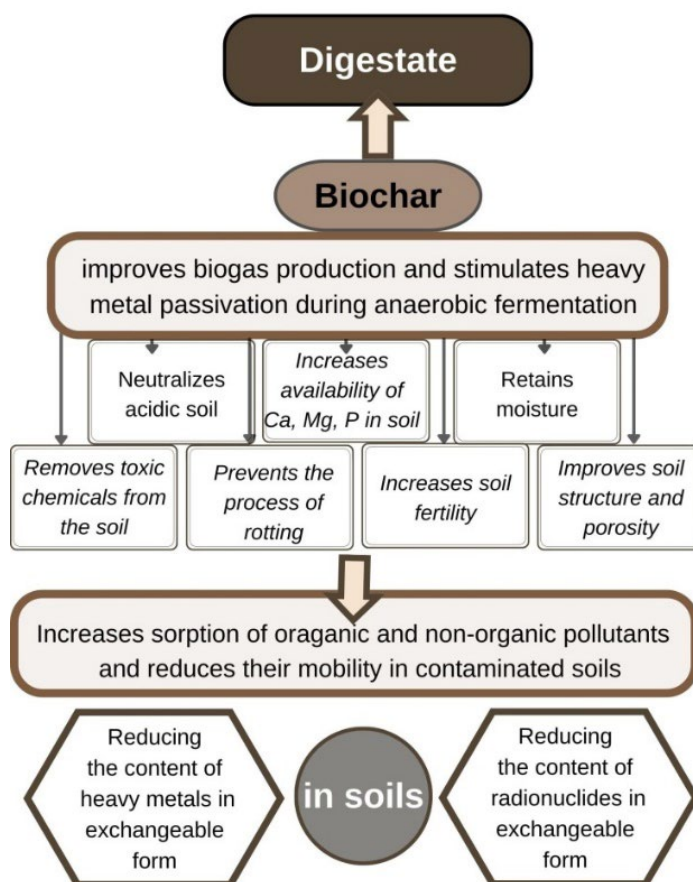 Digestate
Biochar
improves biogas production and stimulates heavy
metal passivation during anaerobic fermentation
Neutralizes
acidic soil
Increases
availability of
Ca, Mg, P in soil
Retains
moisture
Removes toxic
chemicals from
the soil
Prevents the
process of
rotting
Increases soil
fertility
Improves soil
structure and
porosity
Increases sorption of oraganic and non-organic pollutants
and reduces their mobility in contaminated soils
Reducing
the content of
heavy metals in
exchangeable
form
in soils
Reducing
the content of
radionuclides in
exchangeable
form